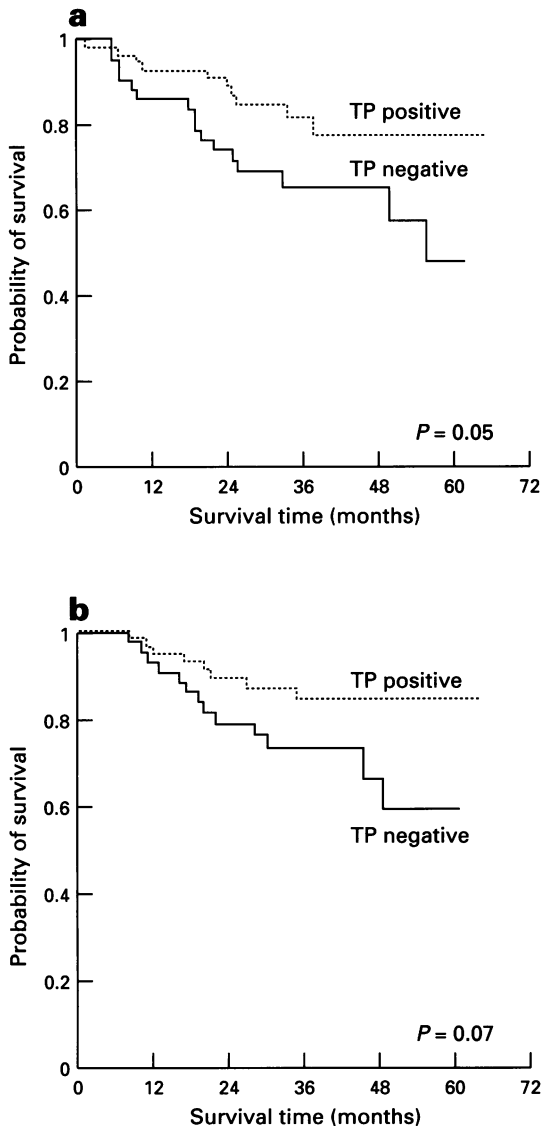 a
1
0.8
0.6
0.4
0.2
0
Probability of survival
TP positive
TP negative
P = 0.05
0 12 24 36 48 60 72
Survival time (months)
b
1
0.8
0.6
0.4
0.2
0
Probability of survival
TP positive
TP negative
P = 0.07
0 12 24 36 48 60 72
Survival time (months)